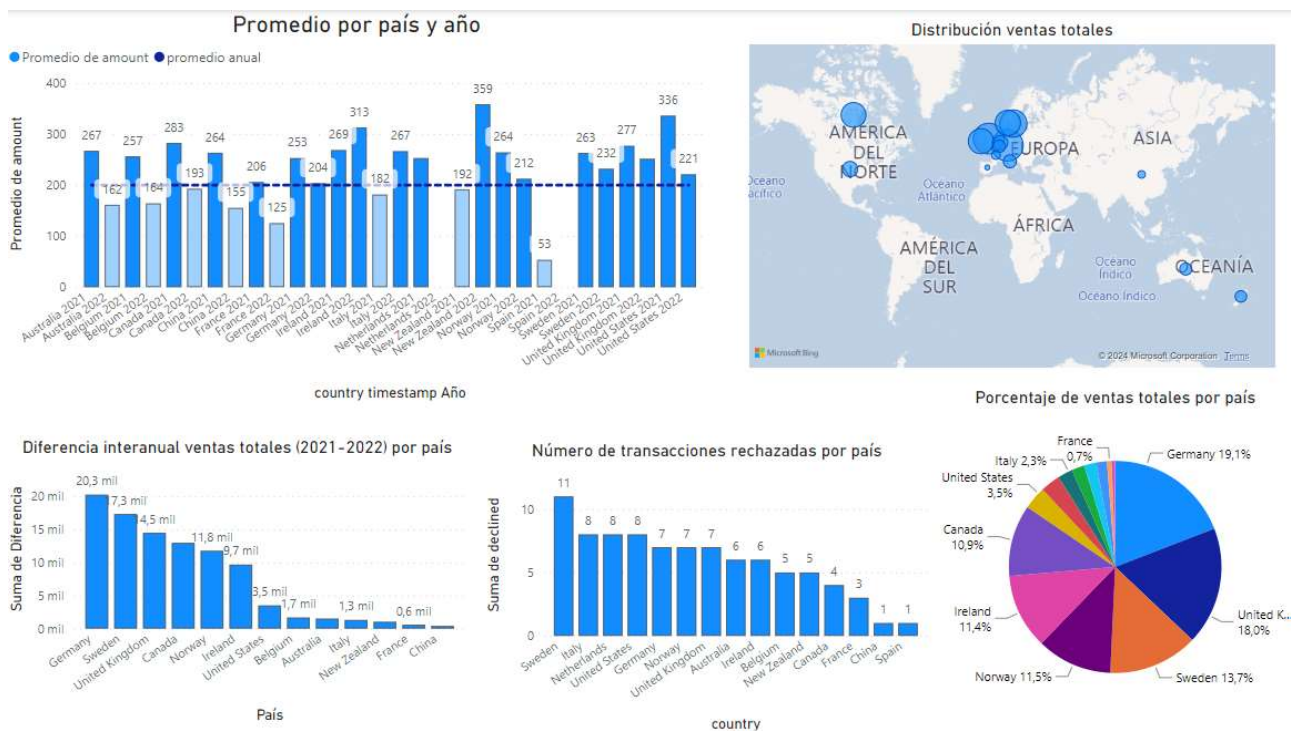 Promedio por país y año
Promedio de amount promedio anual
Promedio de amount
400
300
200
100
0
267
162
257
164
283
193
264
155
206
125
253
204
269
313
182
267
192
359
264
212
53
263
232
277
336
221
Australia 2021
Australia 2022
Belgium 2021
Belgium 2022
Canada 2021
Canada 2022
China 2021
China 2022
France 2021
France 2022
Germany 2021
Germany 2022
Ireland 2021
Ireland 2022
Italy 2021
Italy 2022
Netherlands 2021
Netherlands 2022
New Zealand 2021
New Zealand 2022
Norway 2021
Norway 2022
Spain 2021
Spain 2022
Sweden 2021
Sweden 2022
United Kingdom 2021
United Kingdom 2022
United States 2021
United States 2022
country timestamp Año
Distribución ventas totales
AMÉRICA
DEL
NORTE
EUROPA
ASIA
Océano
Pacífico
Océano
Atlántico
ÁFRICA
AMÉRICA
DEL
SUR
Océano
Índico
OCEANÍA
Océano Índico
Microsoft Bing
© 2024 Microsoft Corporation Terms
Diferencia interanual ventas totales (2021-2022) por país
Suma de Diferencia
20 mil
15 mil
10 mil
5 mil
0 mil
20,3 mil
17,3 mil
14,5 mil
11,8 mil
9,7 mil
3,5 mil
1,7 mil
1,3 mil
0,6 mil
Germany
Sweden
United Kingdom
Canada
Norway
Ireland
United States
Belgium
Australia
Italy
New Zealand
France
China
País
Número de transacciones rechazadas por país
Suma de declined
10
5
0
11
8
8
8
7
7
7
6
6
5
5
4
3
1
1
Sweden
Italy
Netherlands
United States
Germany
Norway
United Kingdom
Australia
Ireland
Belgium
New Zealand
Canada
France
China
Spain
country
Porcentaje de ventas totales por país
France
0,7%
Germany 19,1%
Italy 2,3%
United States
3,5%
Canada
10,9%
Ireland
11,4%
United K...
18,0%
Norway 11,5%
Sweden 13,7%